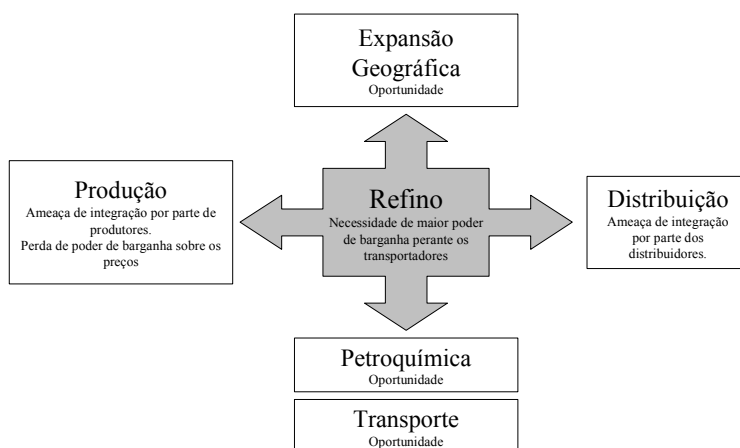 Expansão
Geográfica
Oportunidade
Produção
Ameaça de integração por parte de
produtores.
Perda de poder de barganha sobre os
preços
Refino
Necessidade de maior poder
de barganha perante os
transportadores
Distribuição
Ameaça de integração
por parte dos
distribuidores.
Petroquímica
Oportunidade
Transporte
Oportunidade